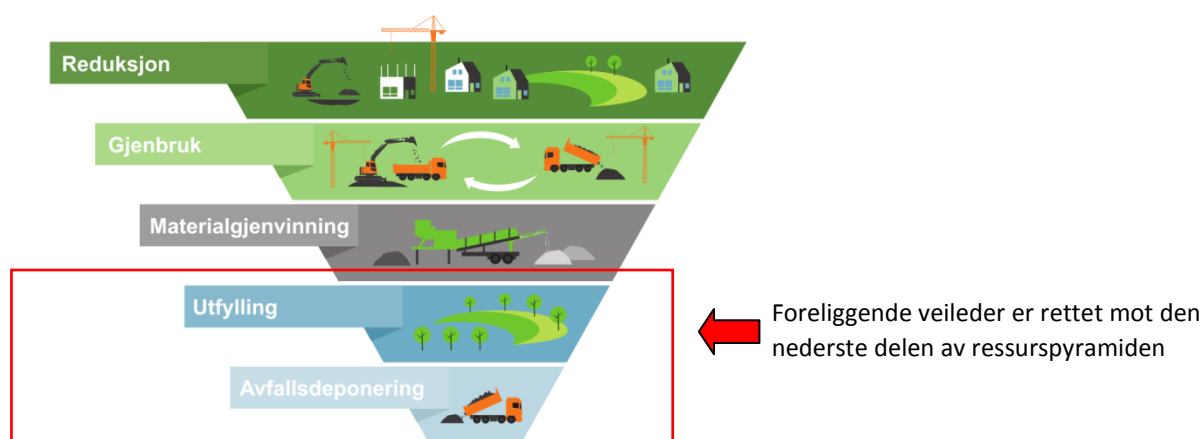 Reduksjon
Gjenbruk
Materialgjenvinning
Utfylling
Foreliggende veileder er rettet mot den
nederste delen av ressurspyramiden
Avfallsdeponering